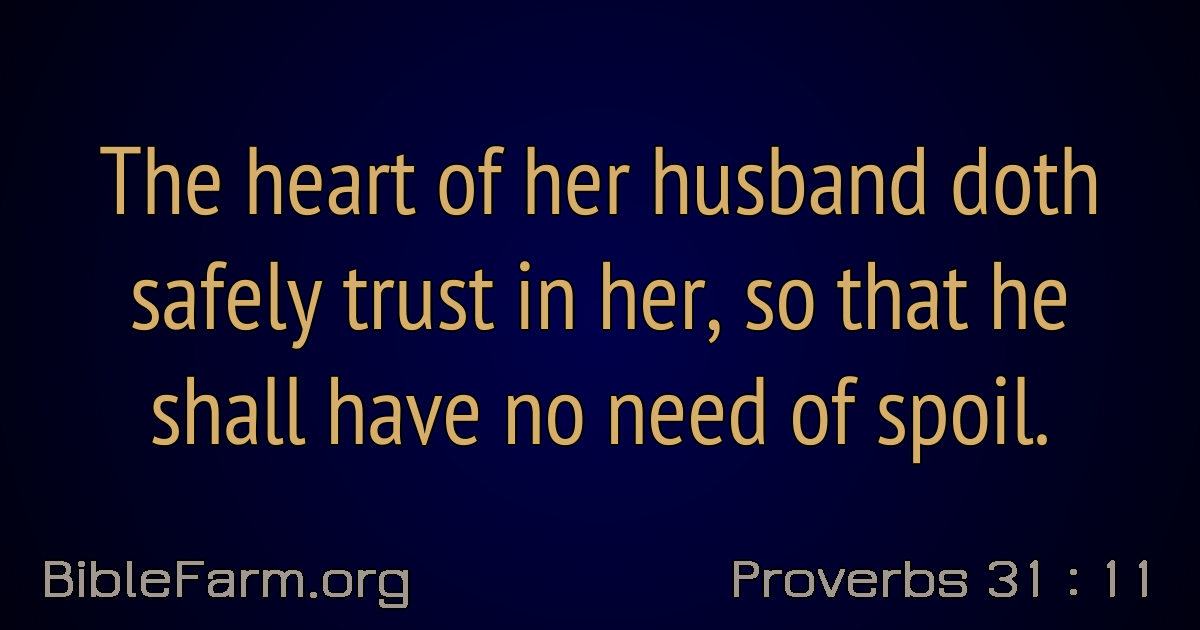 The heart of her husband doth
safely trust in her, so that he
shall have no need of spoil.
BibleFarm.org
Proverbs 31 : 11